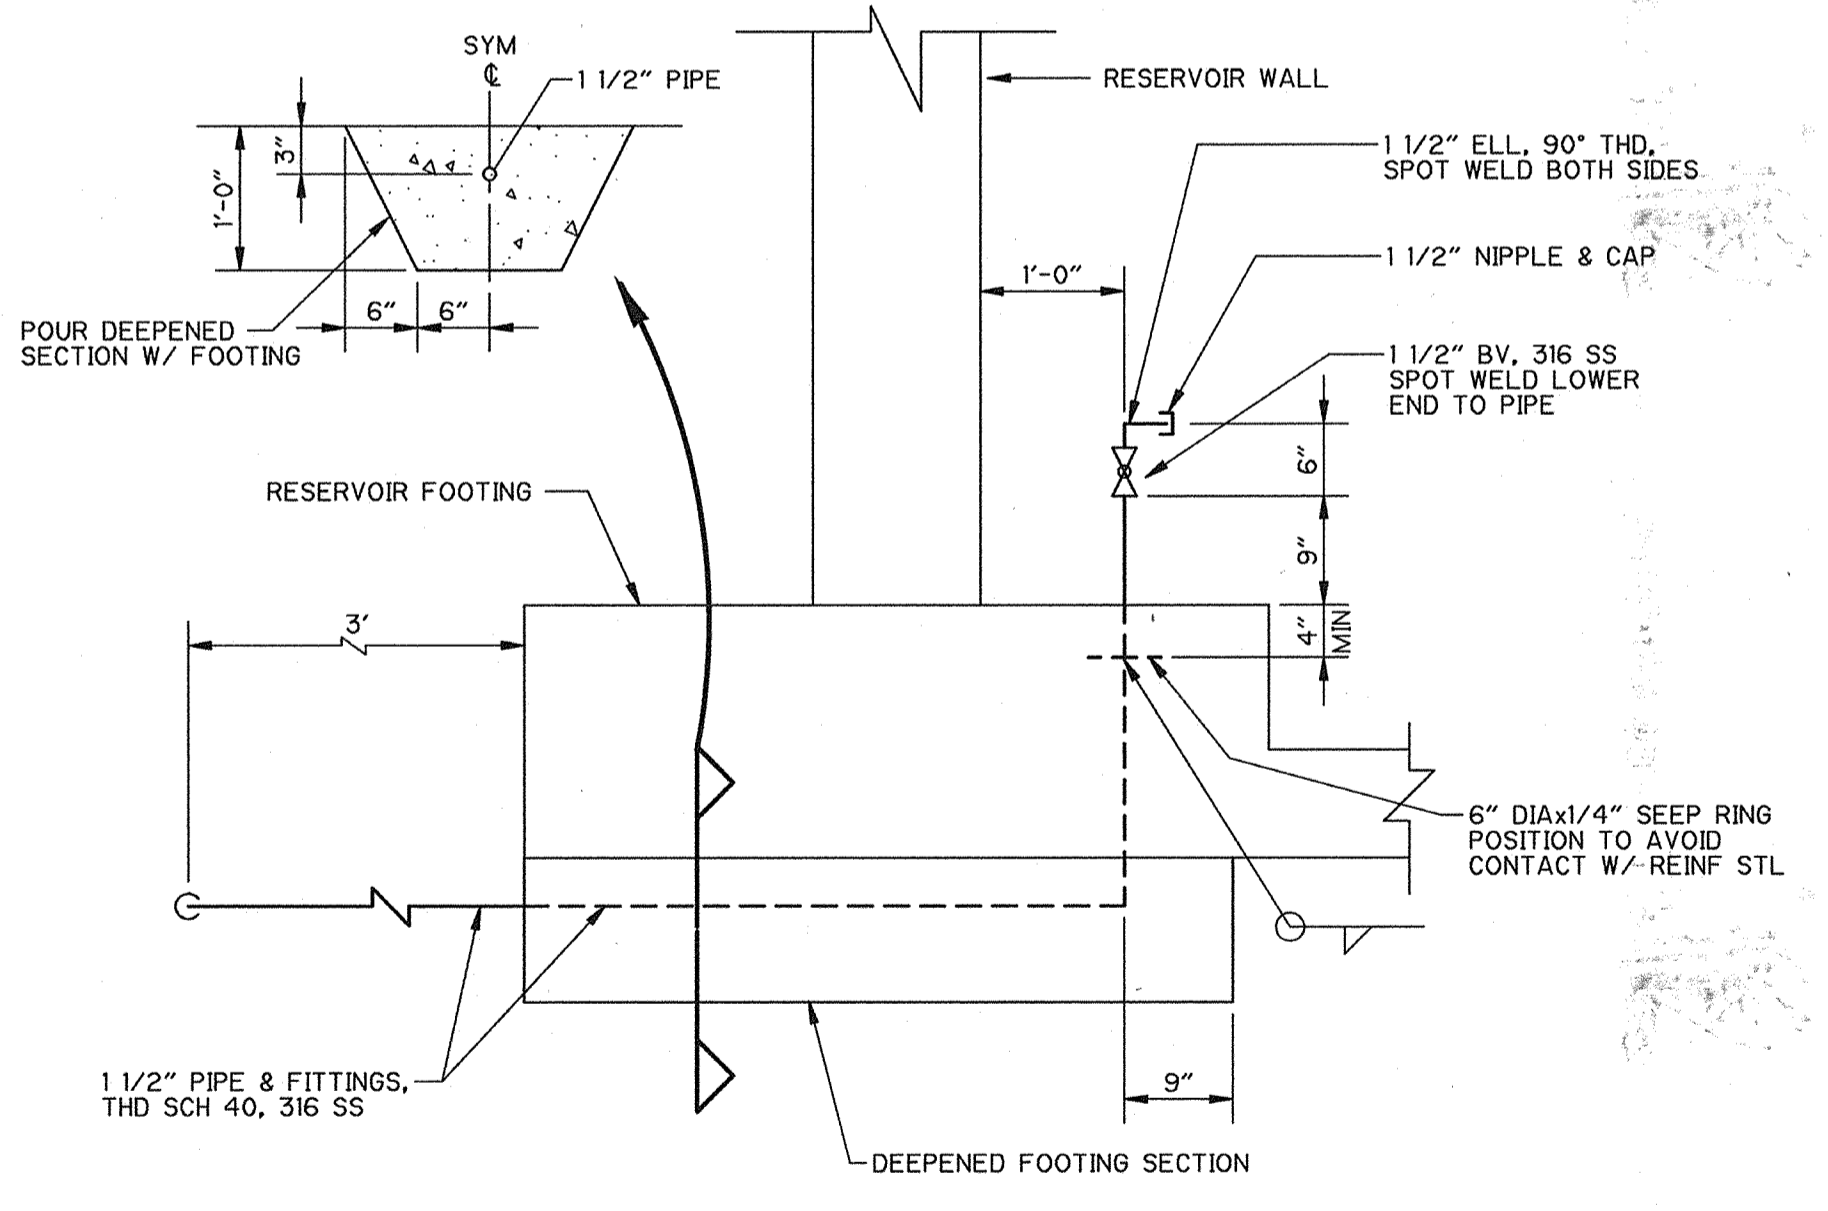 SYM
℄
1 1/2" PIPE
3"
1'-0"
6"
6"
POUR DEEPENED
SECTION W/ FOOTING
RESERVOIR WALL
1 1/2" ELL, 90° THD,
SPOT WELD BOTH SIDES
1 1/2" NIPPLE & CAP
1'-0"
1 1/2" BV, 316 SS
SPOT WELD LOWER
END TO PIPE
6"
9"
4"
MIN
RESERVOIR FOOTING
3'
6" DIAx1/4" SEEP RING
POSITION TO AVOID
CONTACT W/ REINF STL
1 1/2" PIPE & FITTINGS,
THD SCH 40, 316 SS
9"
DEEPENED FOOTING SECTION